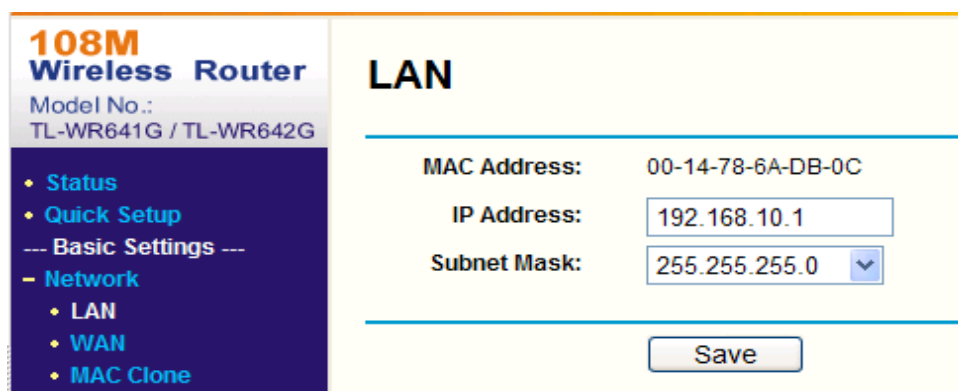 108M
Wireless Router
Model No.:
TL-WR641G / TL-WR642G
• Status
• Quick Setup
--- Basic Settings ---
– Network
• LAN
• WAN
• MAC Clone
LAN
MAC Address: 00-14-78-6A-DB-0C
IP Address: 192.168.10.1
Subnet Mask: 255.255.255.0
Save